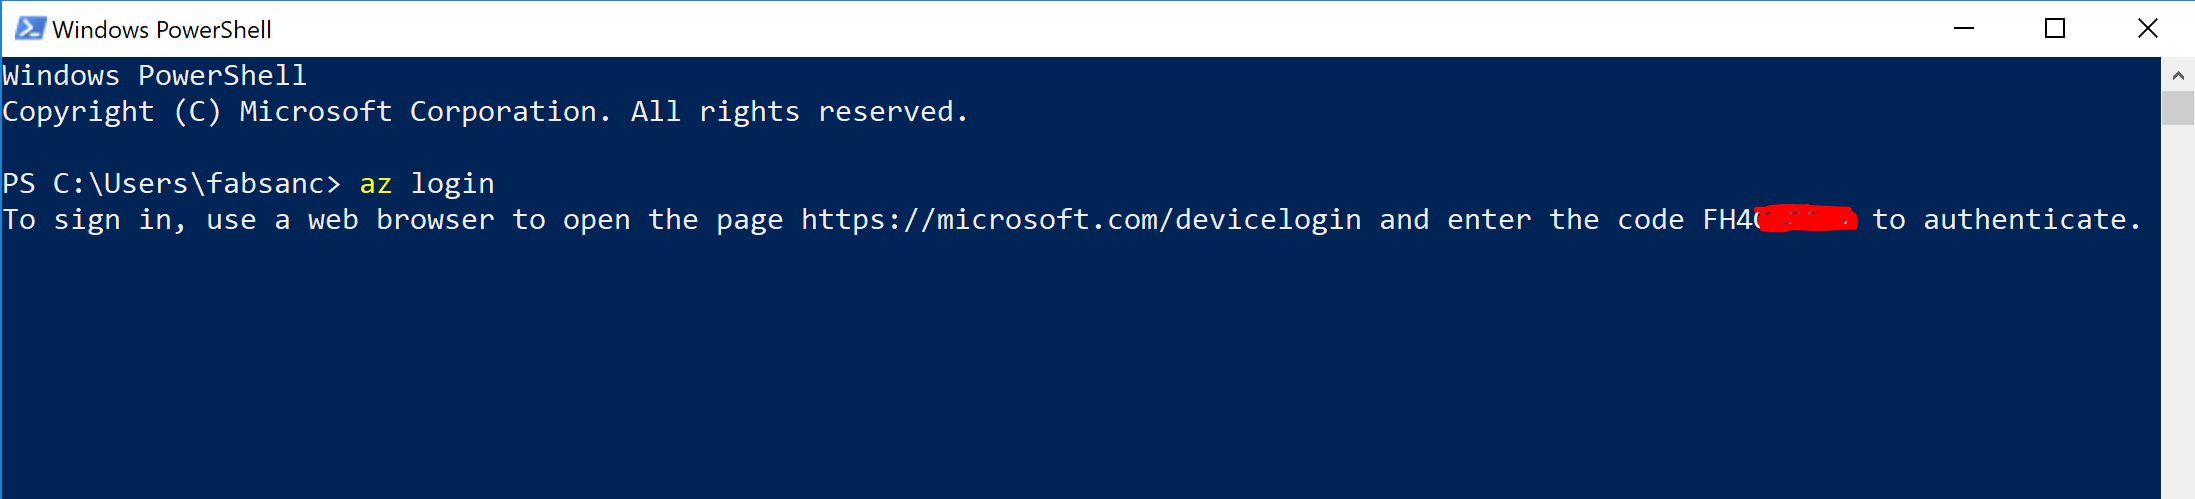 Windows PowerShell
Windows PowerShell
Copyright (C) Microsoft Corporation. All rights reserved.
PS C:\Users\fabsanc> az login
To sign in, use a web browser to open the page https://microsoft.com/devicelogin and enter the code FH4 to authenticate.